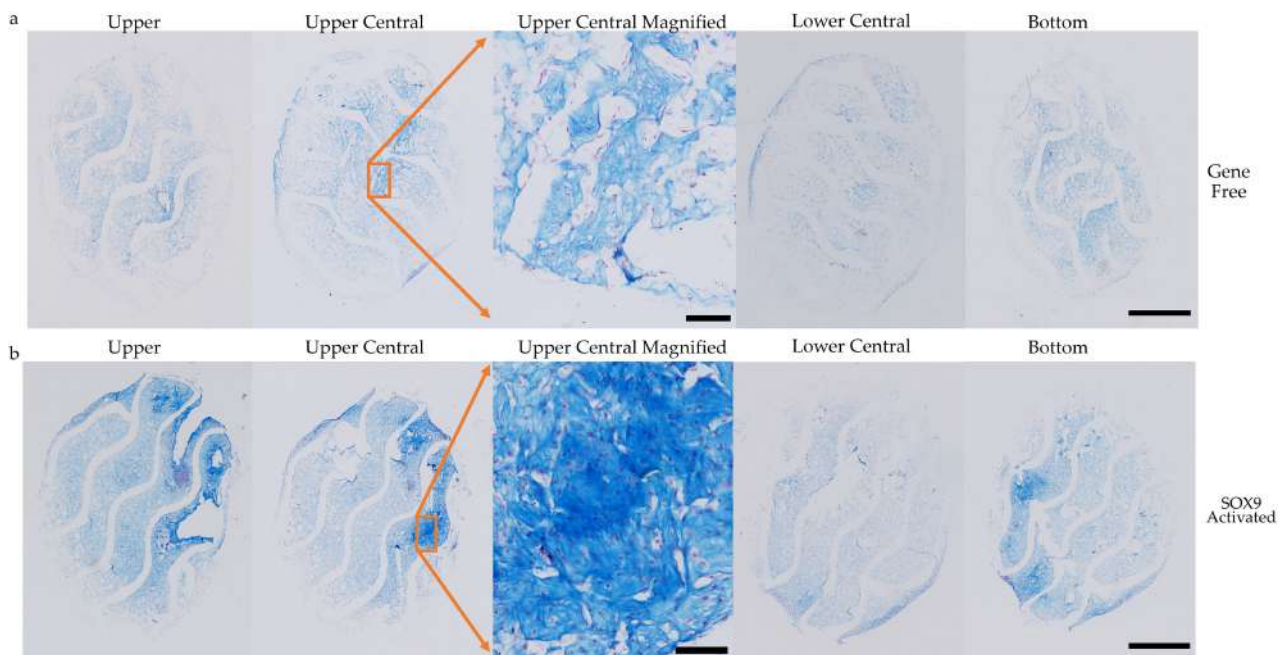 a
Upper
Upper Central
Upper Central Magnified
Lower Central
Bottom
Gene
Free
b
Upper
Upper Central
Upper Central Magnified
Lower Central
Bottom
SOX9
Activated